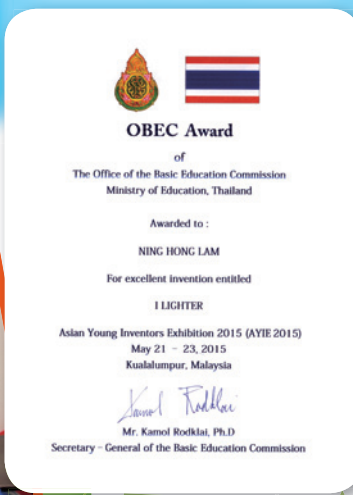 OBEC Award
of
The Office of the Basic Education Commission
Ministry of Education, Thailand
Awarded to :
NING HONG LAM
For excellent invention entitled
I LIGHTER
Asian Young Inventors Exhibition 2015 (AYIE 2015)
May 21 – 23, 2015
Kualalumpur, Malaysia
Kamol Rodklai
Mr. Kamol Rodklai, Ph.D
Secretary – General of the Basic Education Commission